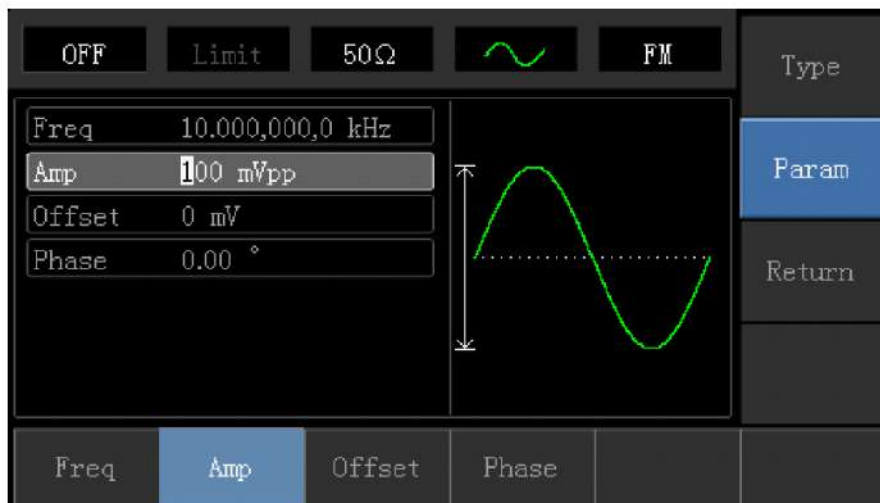 OFF Limit 50Ω FM
Type
Freq 10.000,000,0 kHz
Amp 100 mVpp
Param
Offset 0 mV
Phase 0.00 °
Return
Freq Amp Offset Phase